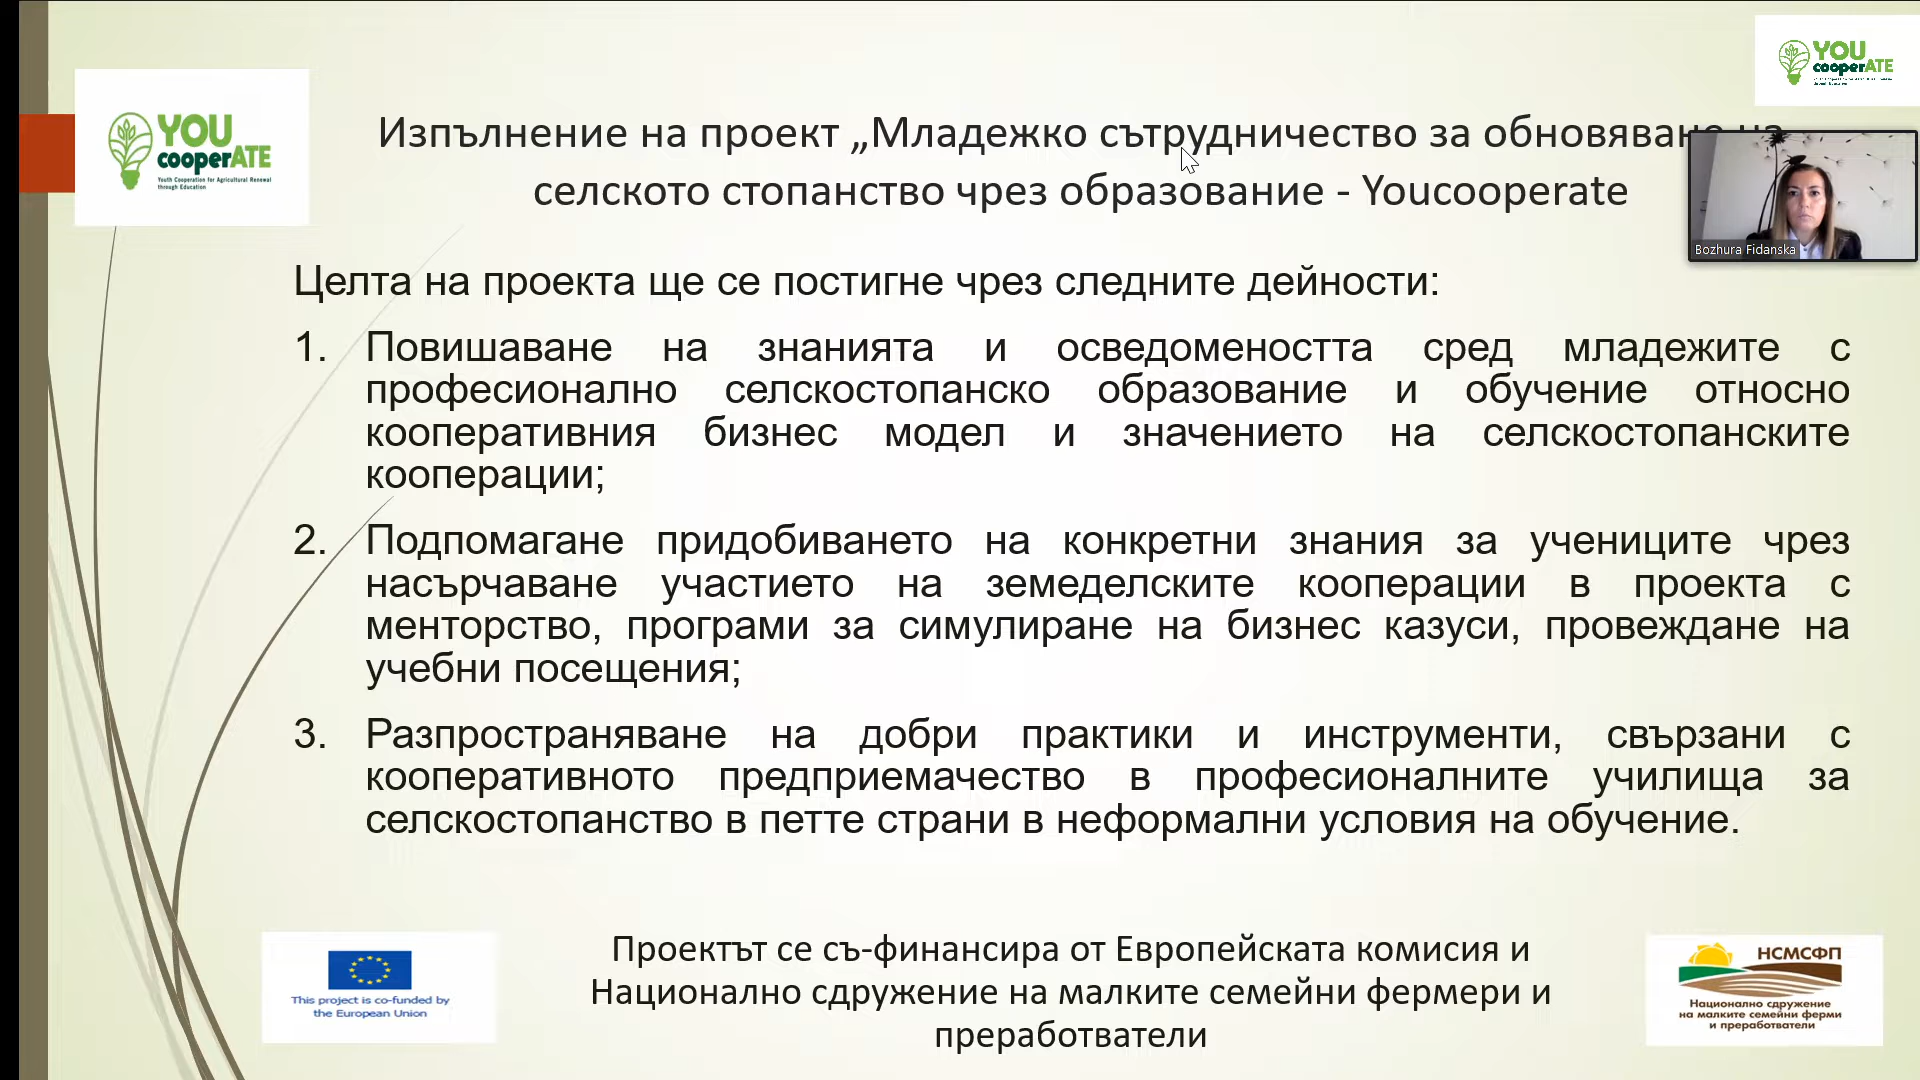 YOU
cooperATE
YOU
cooperATE
Youth Cooperation for Agricultural Renewal
through Education
Изпълнение на проект „Младежко сътрудничество за обновяване на
селското стопанство чрез образование - Youcooperate
Bozhura Fidanska
Целта на проекта ще се постигне чрез следните дейности:
1. Повишаване на знанията и осведомеността сред младежите с
професионално селскостопанско образование и обучение относно
кооперативния бизнес модел и значението на селскостопанските
кооперации;
2. Подпомагане придобиването на конкретни знания за учениците чрез
насърчаване участието на земеделските кооперации в проекта с
менторство, програми за симулиране на бизнес казуси, провеждане на
учебни посещения;
3. Разпространяване на добри практики и инструменти, свързани с
кооперативното предприемачество в професионалните училища за
селскостопанство в петте страни в неформални условия на обучение.
This project is co-funded by
the European Union
Проектът се съ-финансира от Европейската комисия и
Национално сдружение на малките семейни фермери и
преработватели
НСМСФП
Национално сдружение
на малките семейни ферми
и преработватели